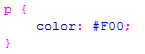 p {
    color: #F00;
}